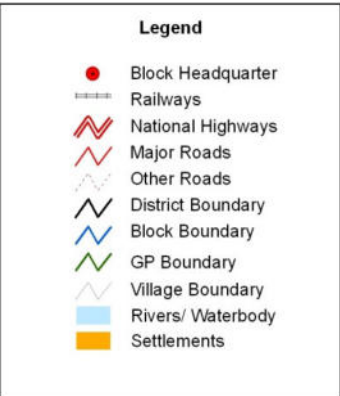 Legend
Block Headquarter
Railways
National Highways
Major Roads
Other Roads
District Boundary
Block Boundary
GP Boundary
Village Boundary
Rivers/ Waterbody
Settlements